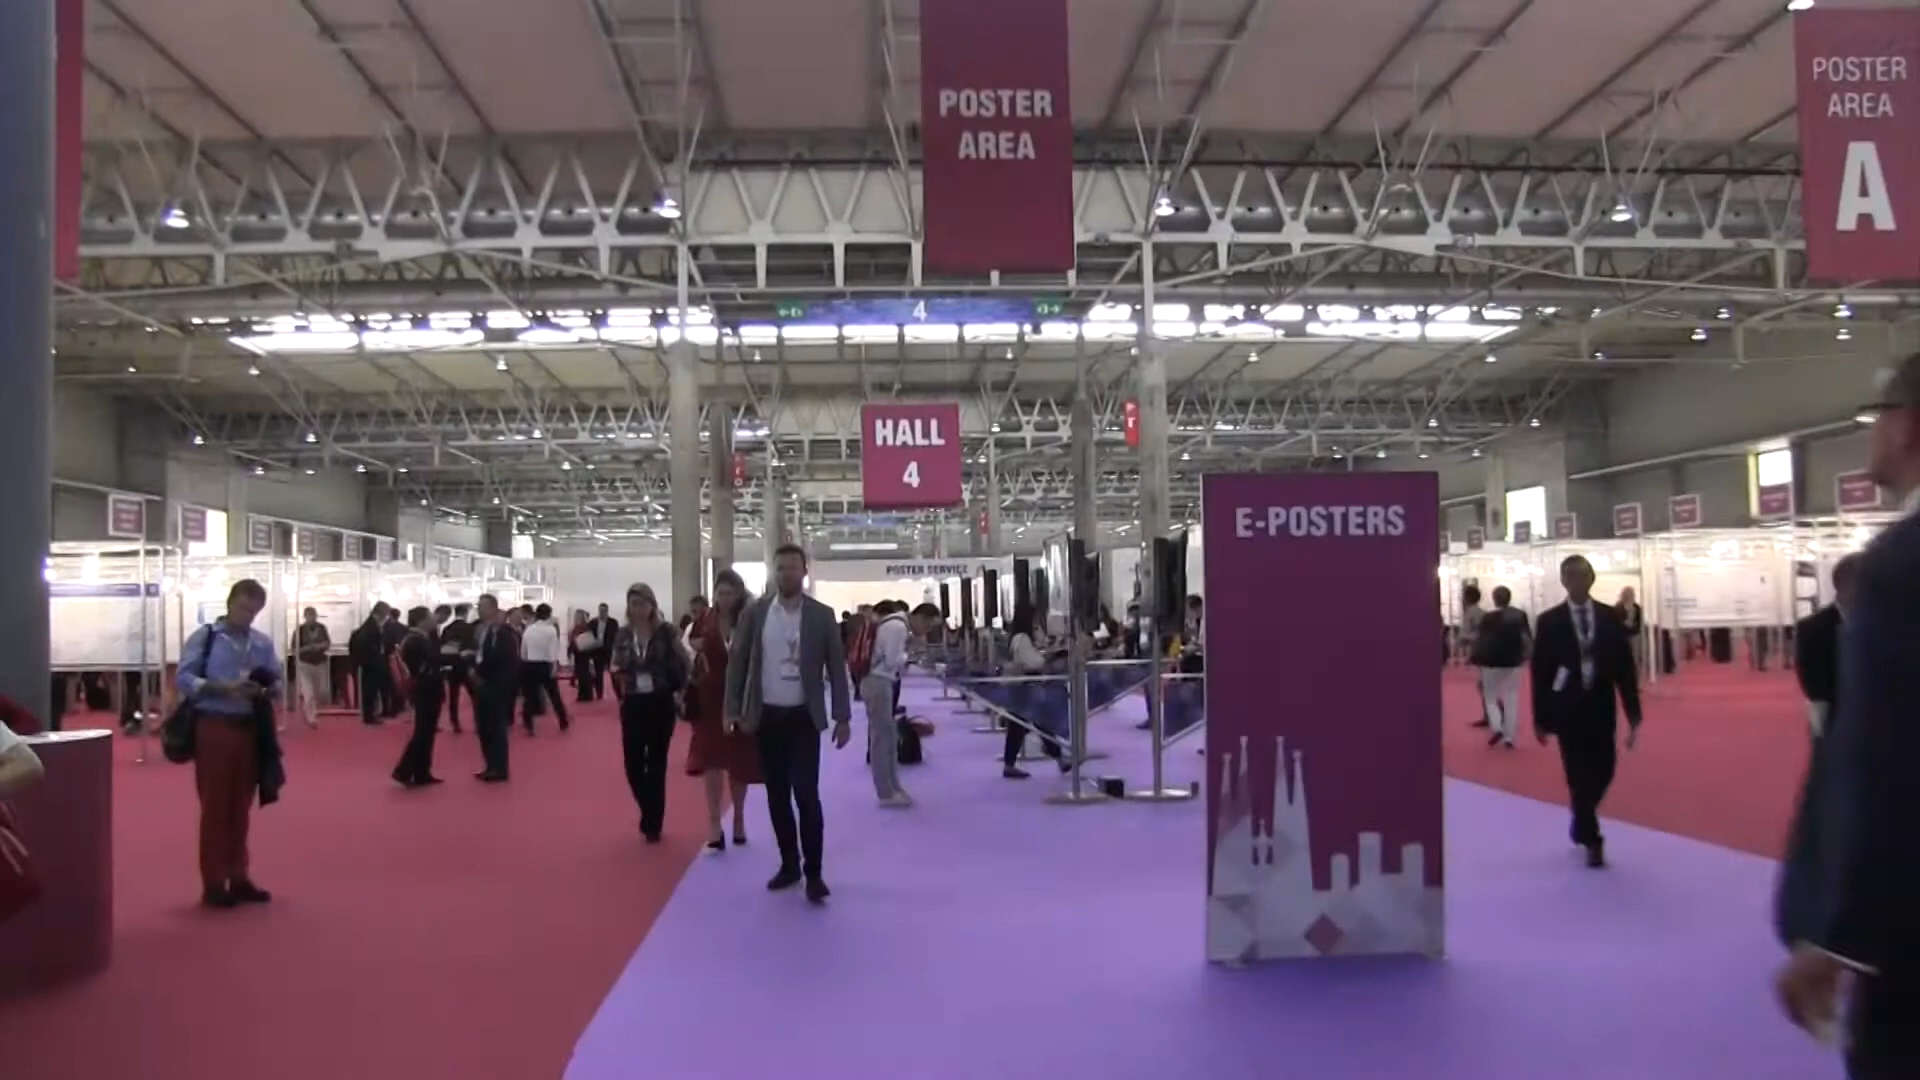 POSTER
AREA
POSTER
AREA
A
4
HALL
4
E-POSTERS
POSTER SERVICE